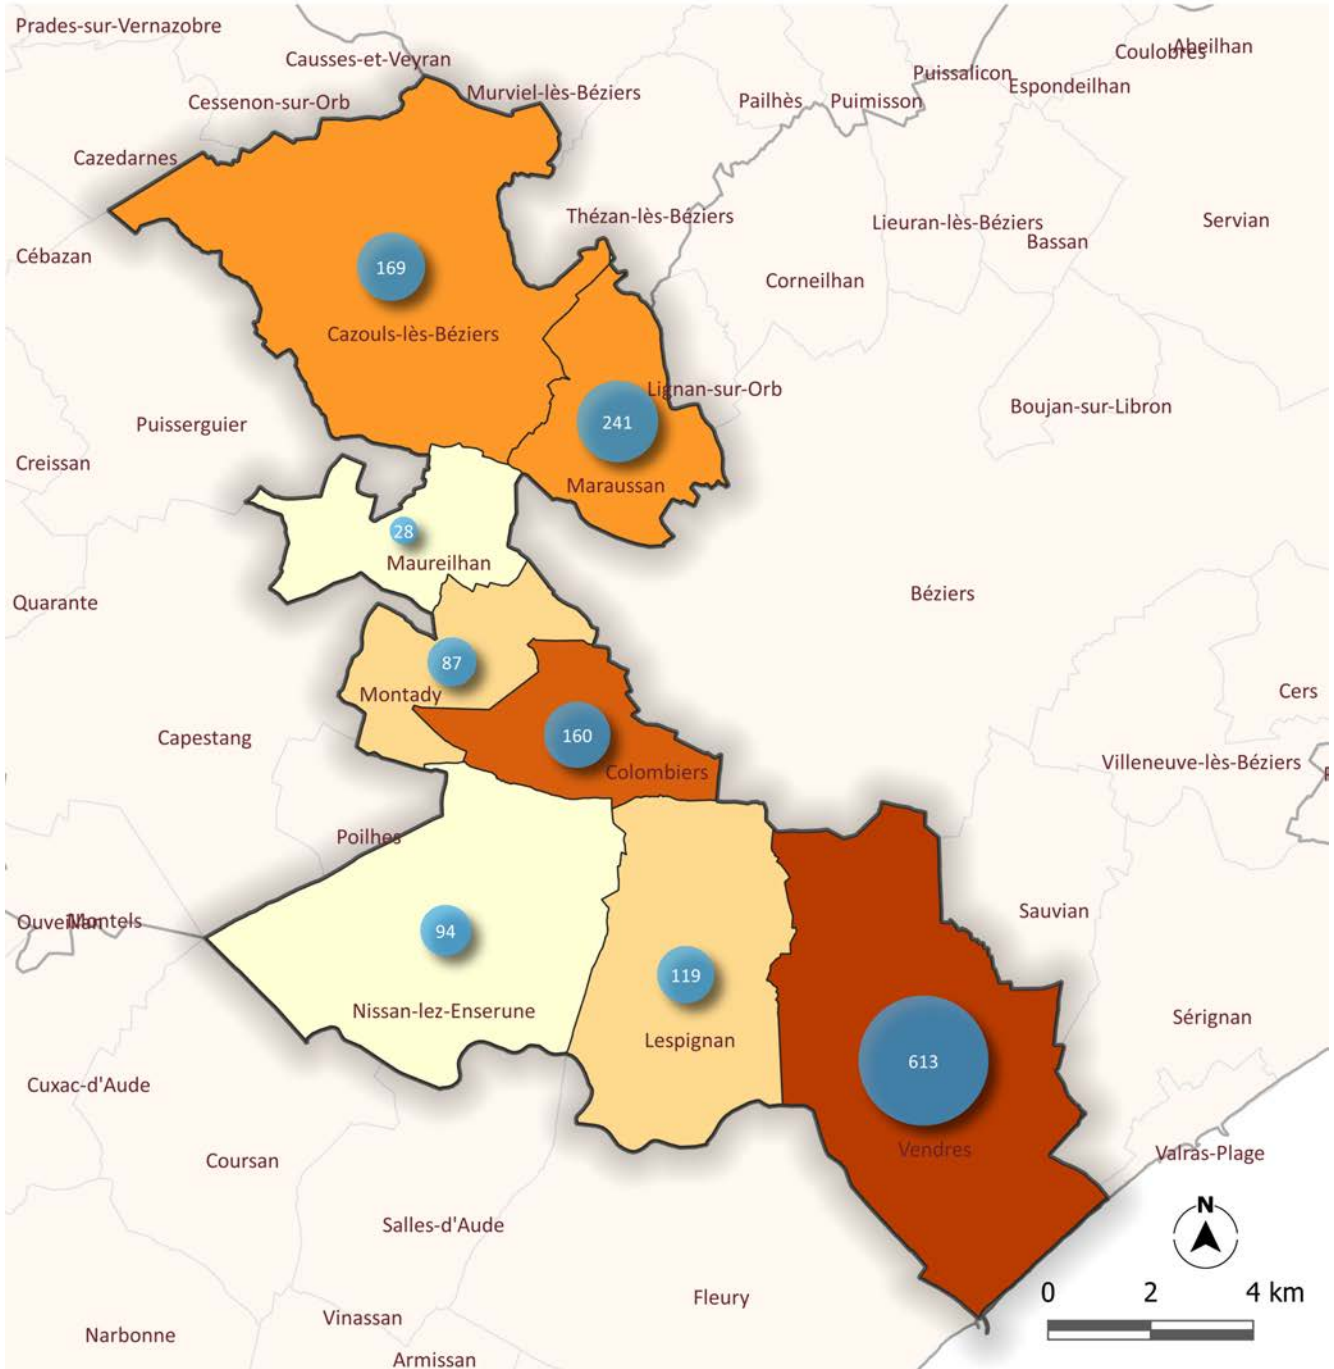 Prades-sur-Vernazobre
Causses-et-Veyran
Coulobres
Abeilhan
Puissalicon
Espondeilhan
Cessenon-sur-Orb
Murviel-lès-Béziers
Pailhès
Puimisson
Cazedarnes
Thézan-lès-Béziers
Lieuran-lès-Béziers
Bassan
Servian
Cébazan
169
Corneilhan
Cazouls-lès-Béziers
Lignan-sur-Orb
Boujan-sur-Libron
Puisserguier
241
Creissan
Maraussan
28
Maureilhan
Quarante
Béziers
87
Montady
Cers
Capestang
160
Colombiers
Villeneuve-lès-Béziers
Poilhes
Ouveillan
Montels
Sauvian
94
119
Nissan-lez-Enserune
Lespignan
Sérignan
613
Cuxac-d'Aude
Vendres
Valras-Plage
Coursan
Salles-d'Aude
N
Fleury
0 2 4 km
Vinassan
Narbonne
Armissan